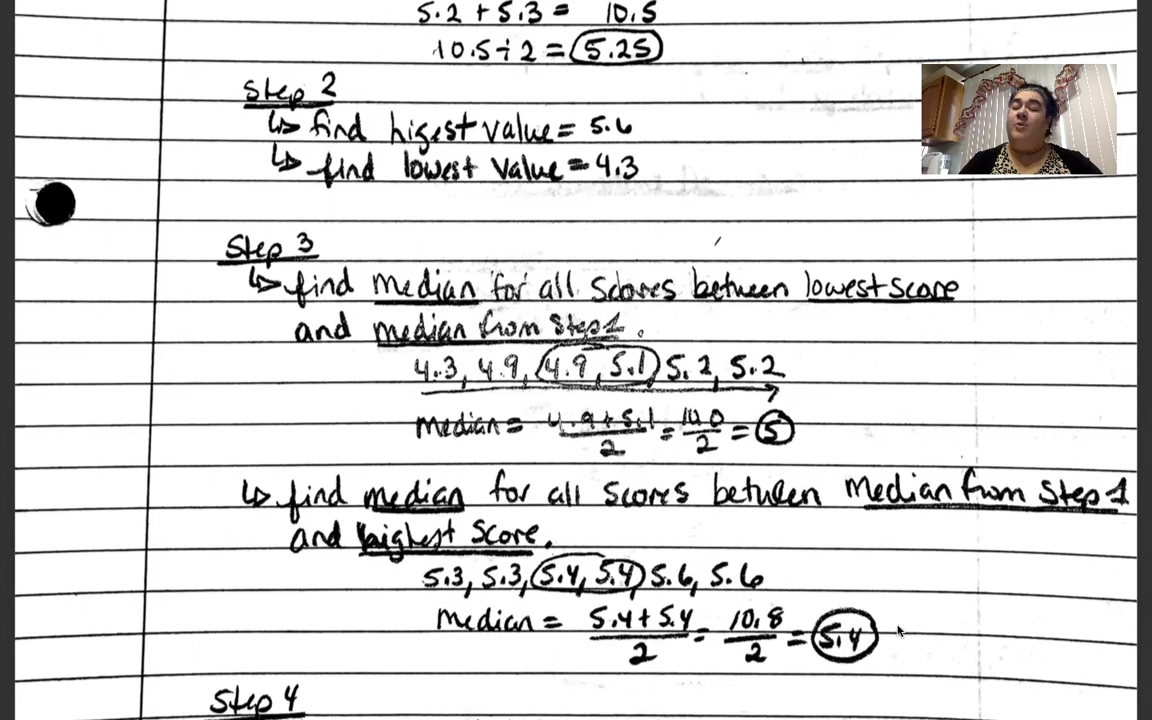 5.2 + 5.3 = 10.5
10.5 ÷ 2 = 5.25
Step 2
↳ find higest value = 5.6
↳ find lowest value = 4.3
Step 3
↳ find median for all scores between lowest score
and median from Step 1.
4.3, 4.9, 4.9, 5.1, 5.2, 5.2
median = 4.9 + 5.1 / 2 = 10.0 / 2 = 5
↳ find median for all scores between median from Step 1
and highest score.
5.3, 5.3, 5.4, 5.4, 5.6, 5.6
Median = 5.4 + 5.4 / 2 = 10.8 / 2 = 5.4
Step 4